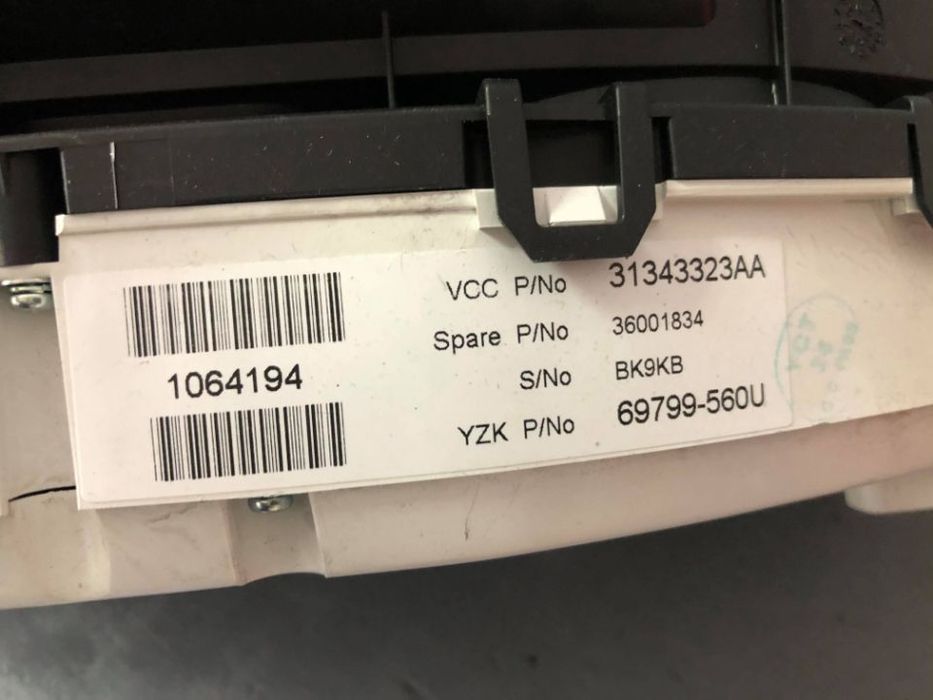 1064194
VCC P/No 31343323AA
Spare P/No 36001834
S/No BK9KB
YZK P/No 69799-560U